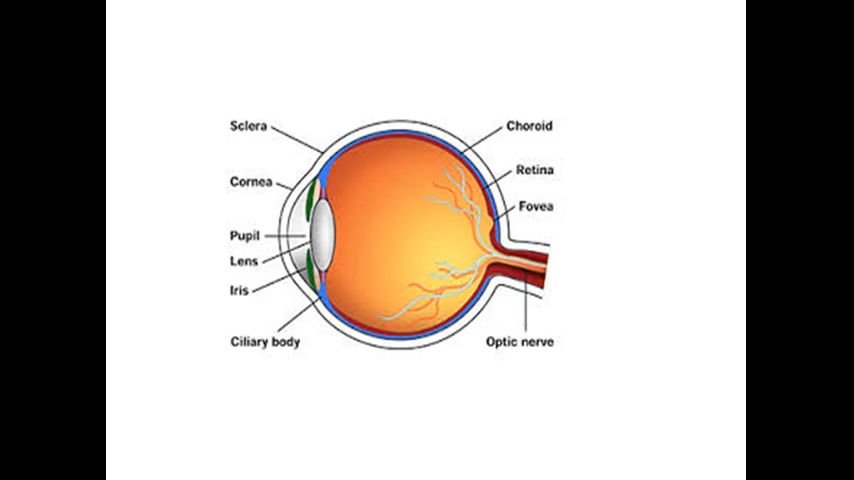 Sclera
Choroid
Retina
Cornea
Fovea
Pupil
Lens
Iris
Ciliary body
Optic nerve